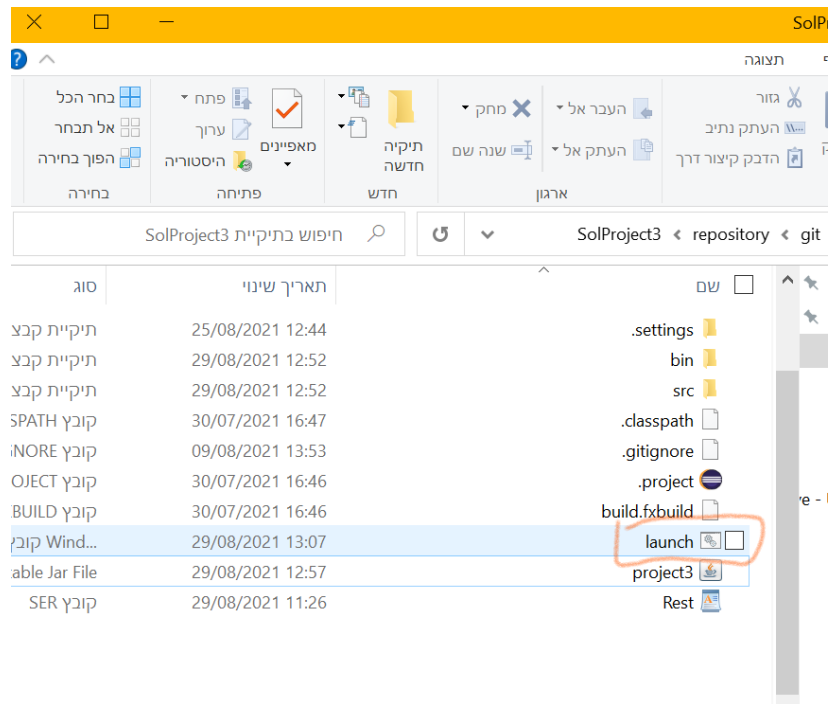 SolPr
תצוגה
גזור
העתק נתיב
הדבק קיצור דרך
העבר אל
העתק אל
מחק
שנה שם
ארגון
תיקיה חדשה
חדש
מאפיינים
פתח
ערוך
היסטוריה
פתיחה
בחר הכל
אל תבחר
הפוך בחירה
בחירה
git > repository > SolProject3
חיפוש בתיקיית SolProject3
שם תאריך שינוי סוג
.settings 25/08/2021 12:44 תיקיית קבצ
bin 29/08/2021 12:52 תיקיית קבצ
src 29/08/2021 12:52 תיקיית קבצ
.classpath 30/07/2021 16:47 קובץ SPATH
.gitignore 09/08/2021 13:53 קובץ GNORE
.project 30/07/2021 16:46 קובץ OJECT
build.fxbuild 30/07/2021 16:46 קובץ BUILD
launch 29/08/2021 13:07 קובץ Wind...
project3 29/08/2021 12:57 table Jar File
Rest 29/08/2021 11:26 קובץ SER